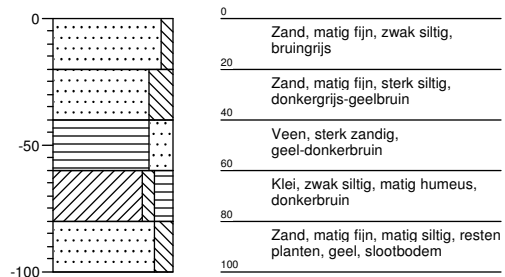 0
-50
-100
0
Zand, matig fijn, zwak siltig,
bruingrijs
20
Zand, matig fijn, sterk siltig,
donkergrijs-geelbruin
40
Veen, sterk zandig,
geel-donkerbruin
60
Klei, zwak siltig, matig humeus,
donkerbruin
80
Zand, matig fijn, matig siltig, resten
planten, geel, slootbodem
100